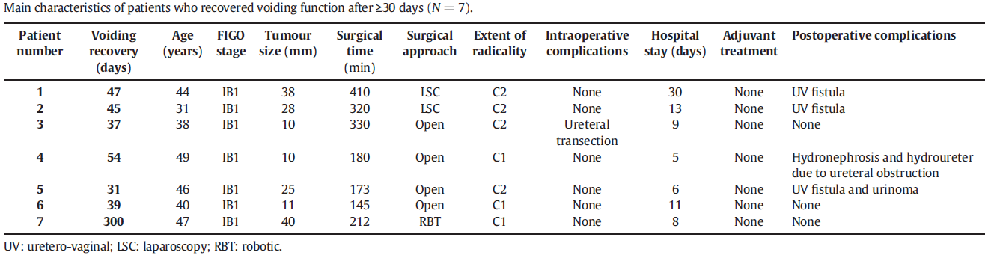 Main characteristics of patients who recovered voiding function after ≥30 days (N = 7).
Patient number Voiding recovery (days) Age (years) FIGO stage Tumour size (mm) Surgical time (min) Surgical approach Extent of radicality Intraoperative complications Hospital stay (days) Adjuvant treatment Postoperative complications
1 47 44 IB1 38 410 LSC C2 None 30 None UV fistula
2 45 31 IB1 28 320 LSC C2 None 13 None UV fistula
3 37 38 IB1 10 330 Open C2 Ureteral transection 9 None None
4 54 49 IB1 10 180 Open C1 None 5 None Hydronephrosis and hydroureter due to ureteral obstruction
5 31 46 IB1 25 173 Open C2 None 6 None UV fistula and urinoma
6 39 40 IB1 11 145 Open C1 None 11 None None
7 300 47 IB1 40 212 RBT C1 None 8 None None
UV: uretero-vaginal; LSC: laparoscopy; RBT: robotic.